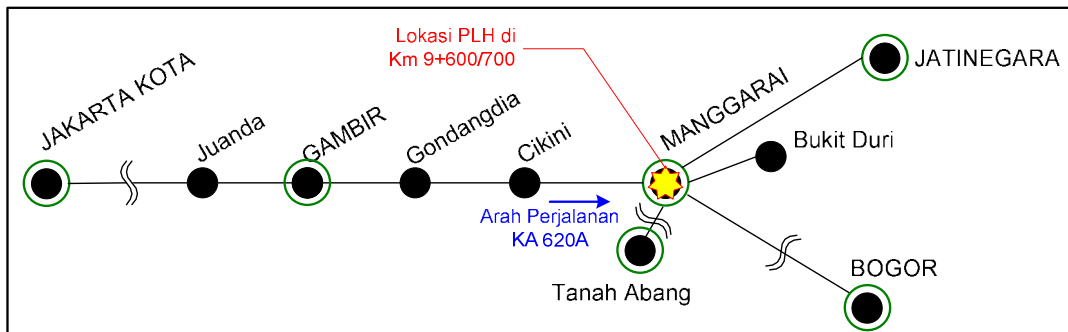 Lokasi PLH di
Km 9+600/700
JAKARTA KOTA
Juanda
GAMBIR
Gondangdia
Cikini
MANGGARAI
JATINEGARA
Bukit Duri
Arah Perjalanan
KA 620A
Tanah Abang
BOGOR